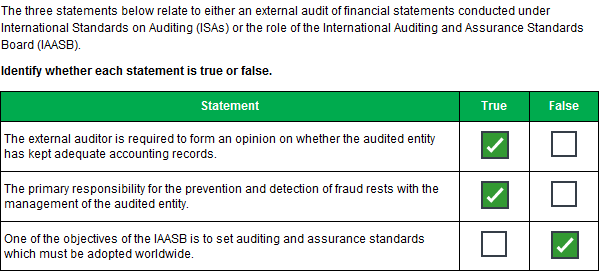 The three statements below relate to either an external audit of financial statements conducted under
International Standards on Auditing (ISAs) or the role of the International Auditing and Assurance Standards
Board (IAASB).
Identify whether each statement is true or false.
Statement True False
The external auditor is required to form an opinion on whether the audited entity
has kept adequate accounting records.
The primary responsibility for the prevention and detection of fraud rests with the
management of the audited entity.
One of the objectives of the IAASB is to set auditing and assurance standards
which must be adopted worldwide.